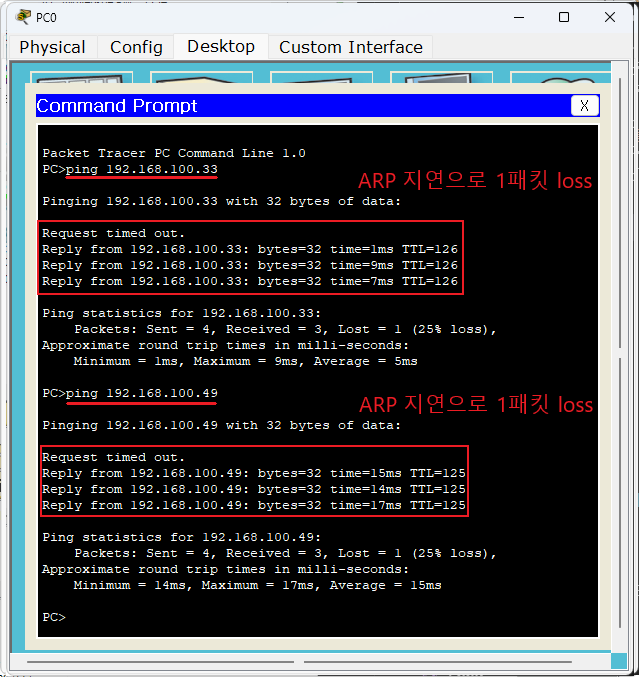 PC0
Physical Config Desktop Custom Interface
Command Prompt X
Packet Tracer PC Command Line 1.0
PC>ping 192.168.100.33
ARP 지연으로 1패킷 loss
Pinging 192.168.100.33 with 32 bytes of data:
Request timed out.
Reply from 192.168.100.33: bytes=32 time=1ms TTL=126
Reply from 192.168.100.33: bytes=32 time=9ms TTL=126
Reply from 192.168.100.33: bytes=32 time=7ms TTL=126
Ping statistics for 192.168.100.33:
Packets: Sent = 4, Received = 3, Lost = 1 (25% loss),
Approximate round trip times in milli-seconds:
Minimum = 1ms, Maximum = 9ms, Average = 5ms
PC>ping 192.168.100.49
ARP 지연으로 1패킷 loss
Pinging 192.168.100.49 with 32 bytes of data:
Request timed out.
Reply from 192.168.100.49: bytes=32 time=15ms TTL=125
Reply from 192.168.100.49: bytes=32 time=14ms TTL=125
Reply from 192.168.100.49: bytes=32 time=17ms TTL=125
Ping statistics for 192.168.100.49:
Packets: Sent = 4, Received = 3, Lost = 1 (25% loss),
Approximate round trip times in milli-seconds:
Minimum = 14ms, Maximum = 17ms, Average = 15ms
PC>